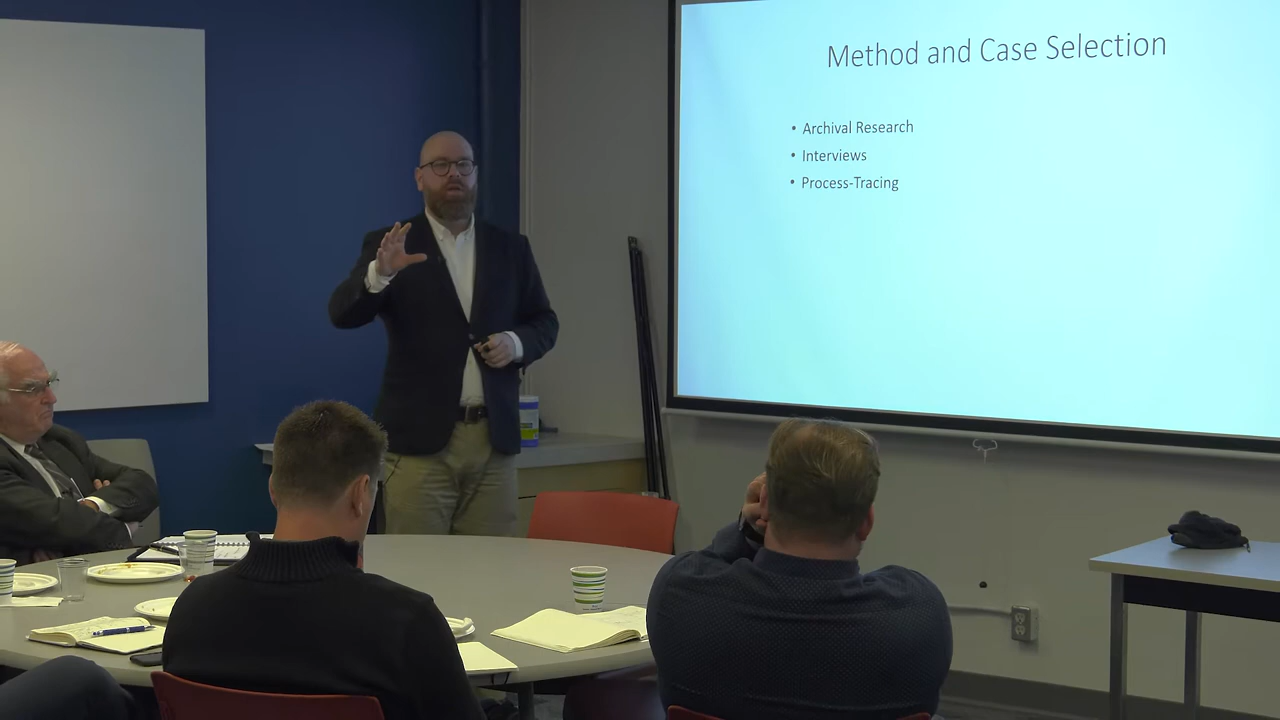 Method and Case Selection
• Archival Research
• Interviews
• Process-Tracing